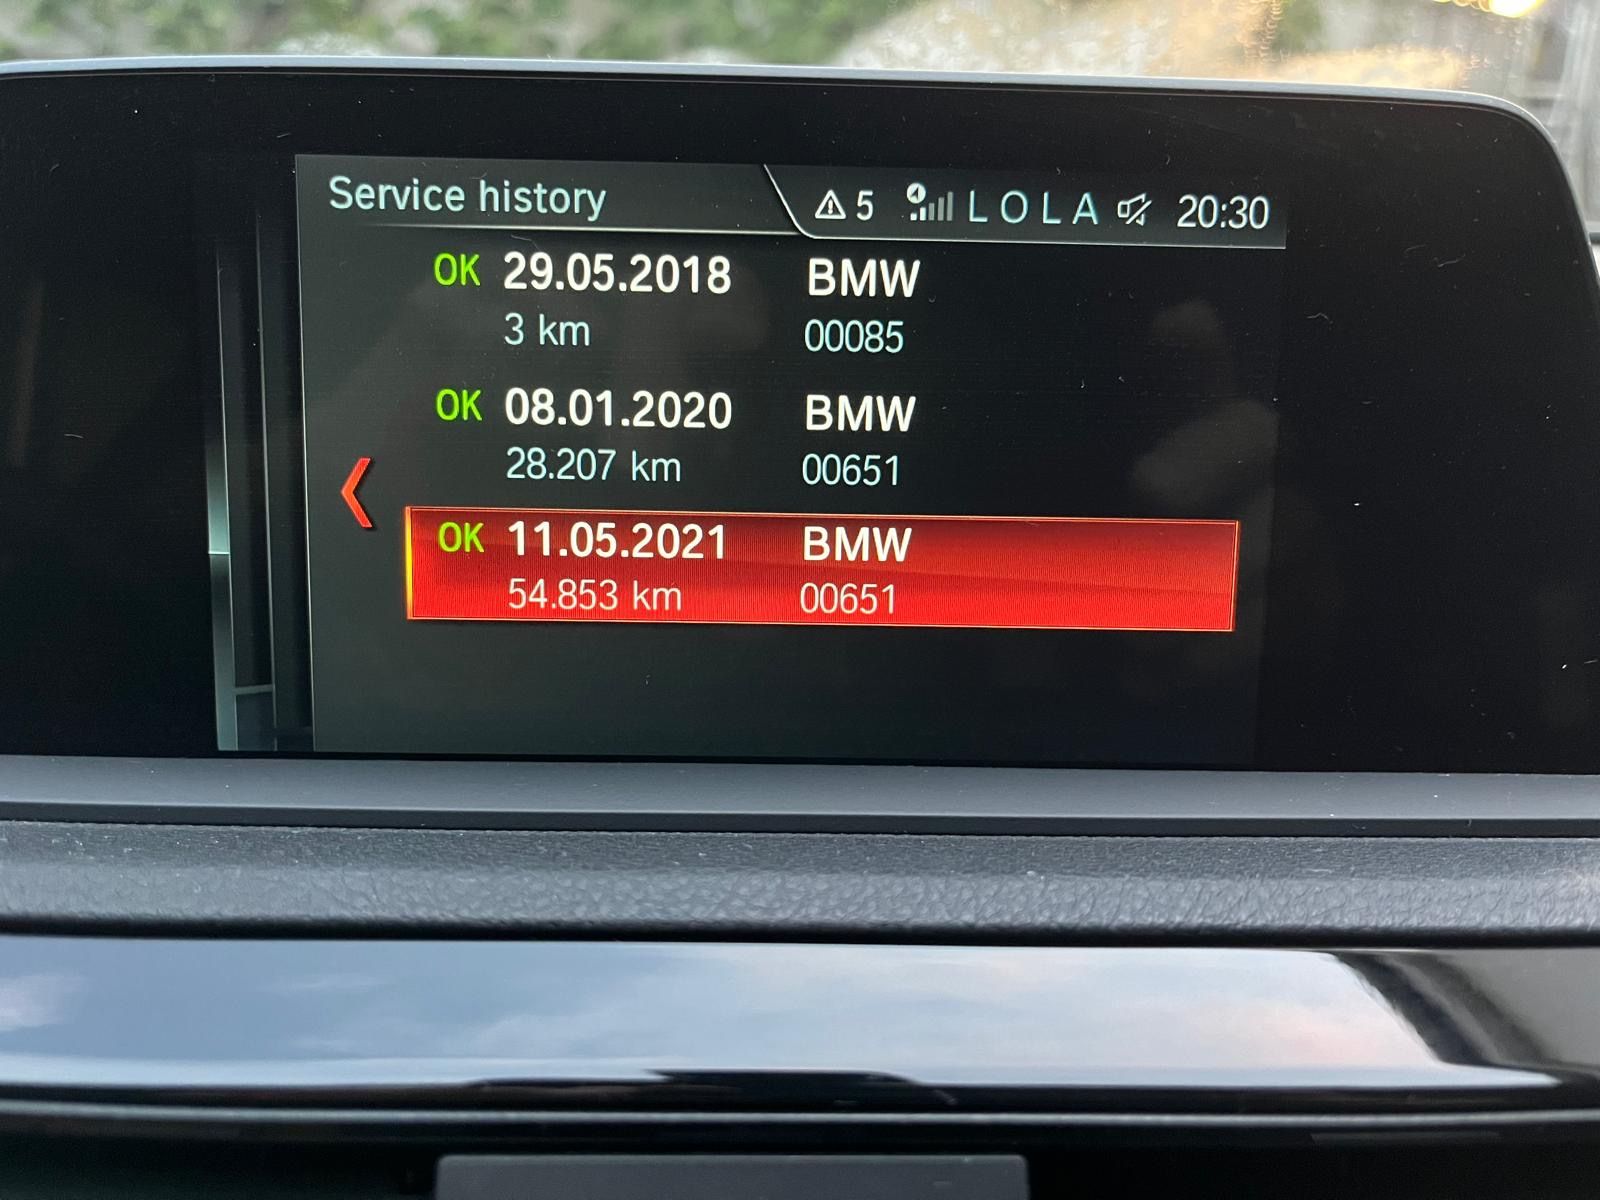 Service history 5 LOLA 20:30
OK 29.05.2018 BMW
3 km 00085
OK 08.01.2020 BMW
28.207 km 00651
OK 11.05.2021 BMW
54.853 km 00651